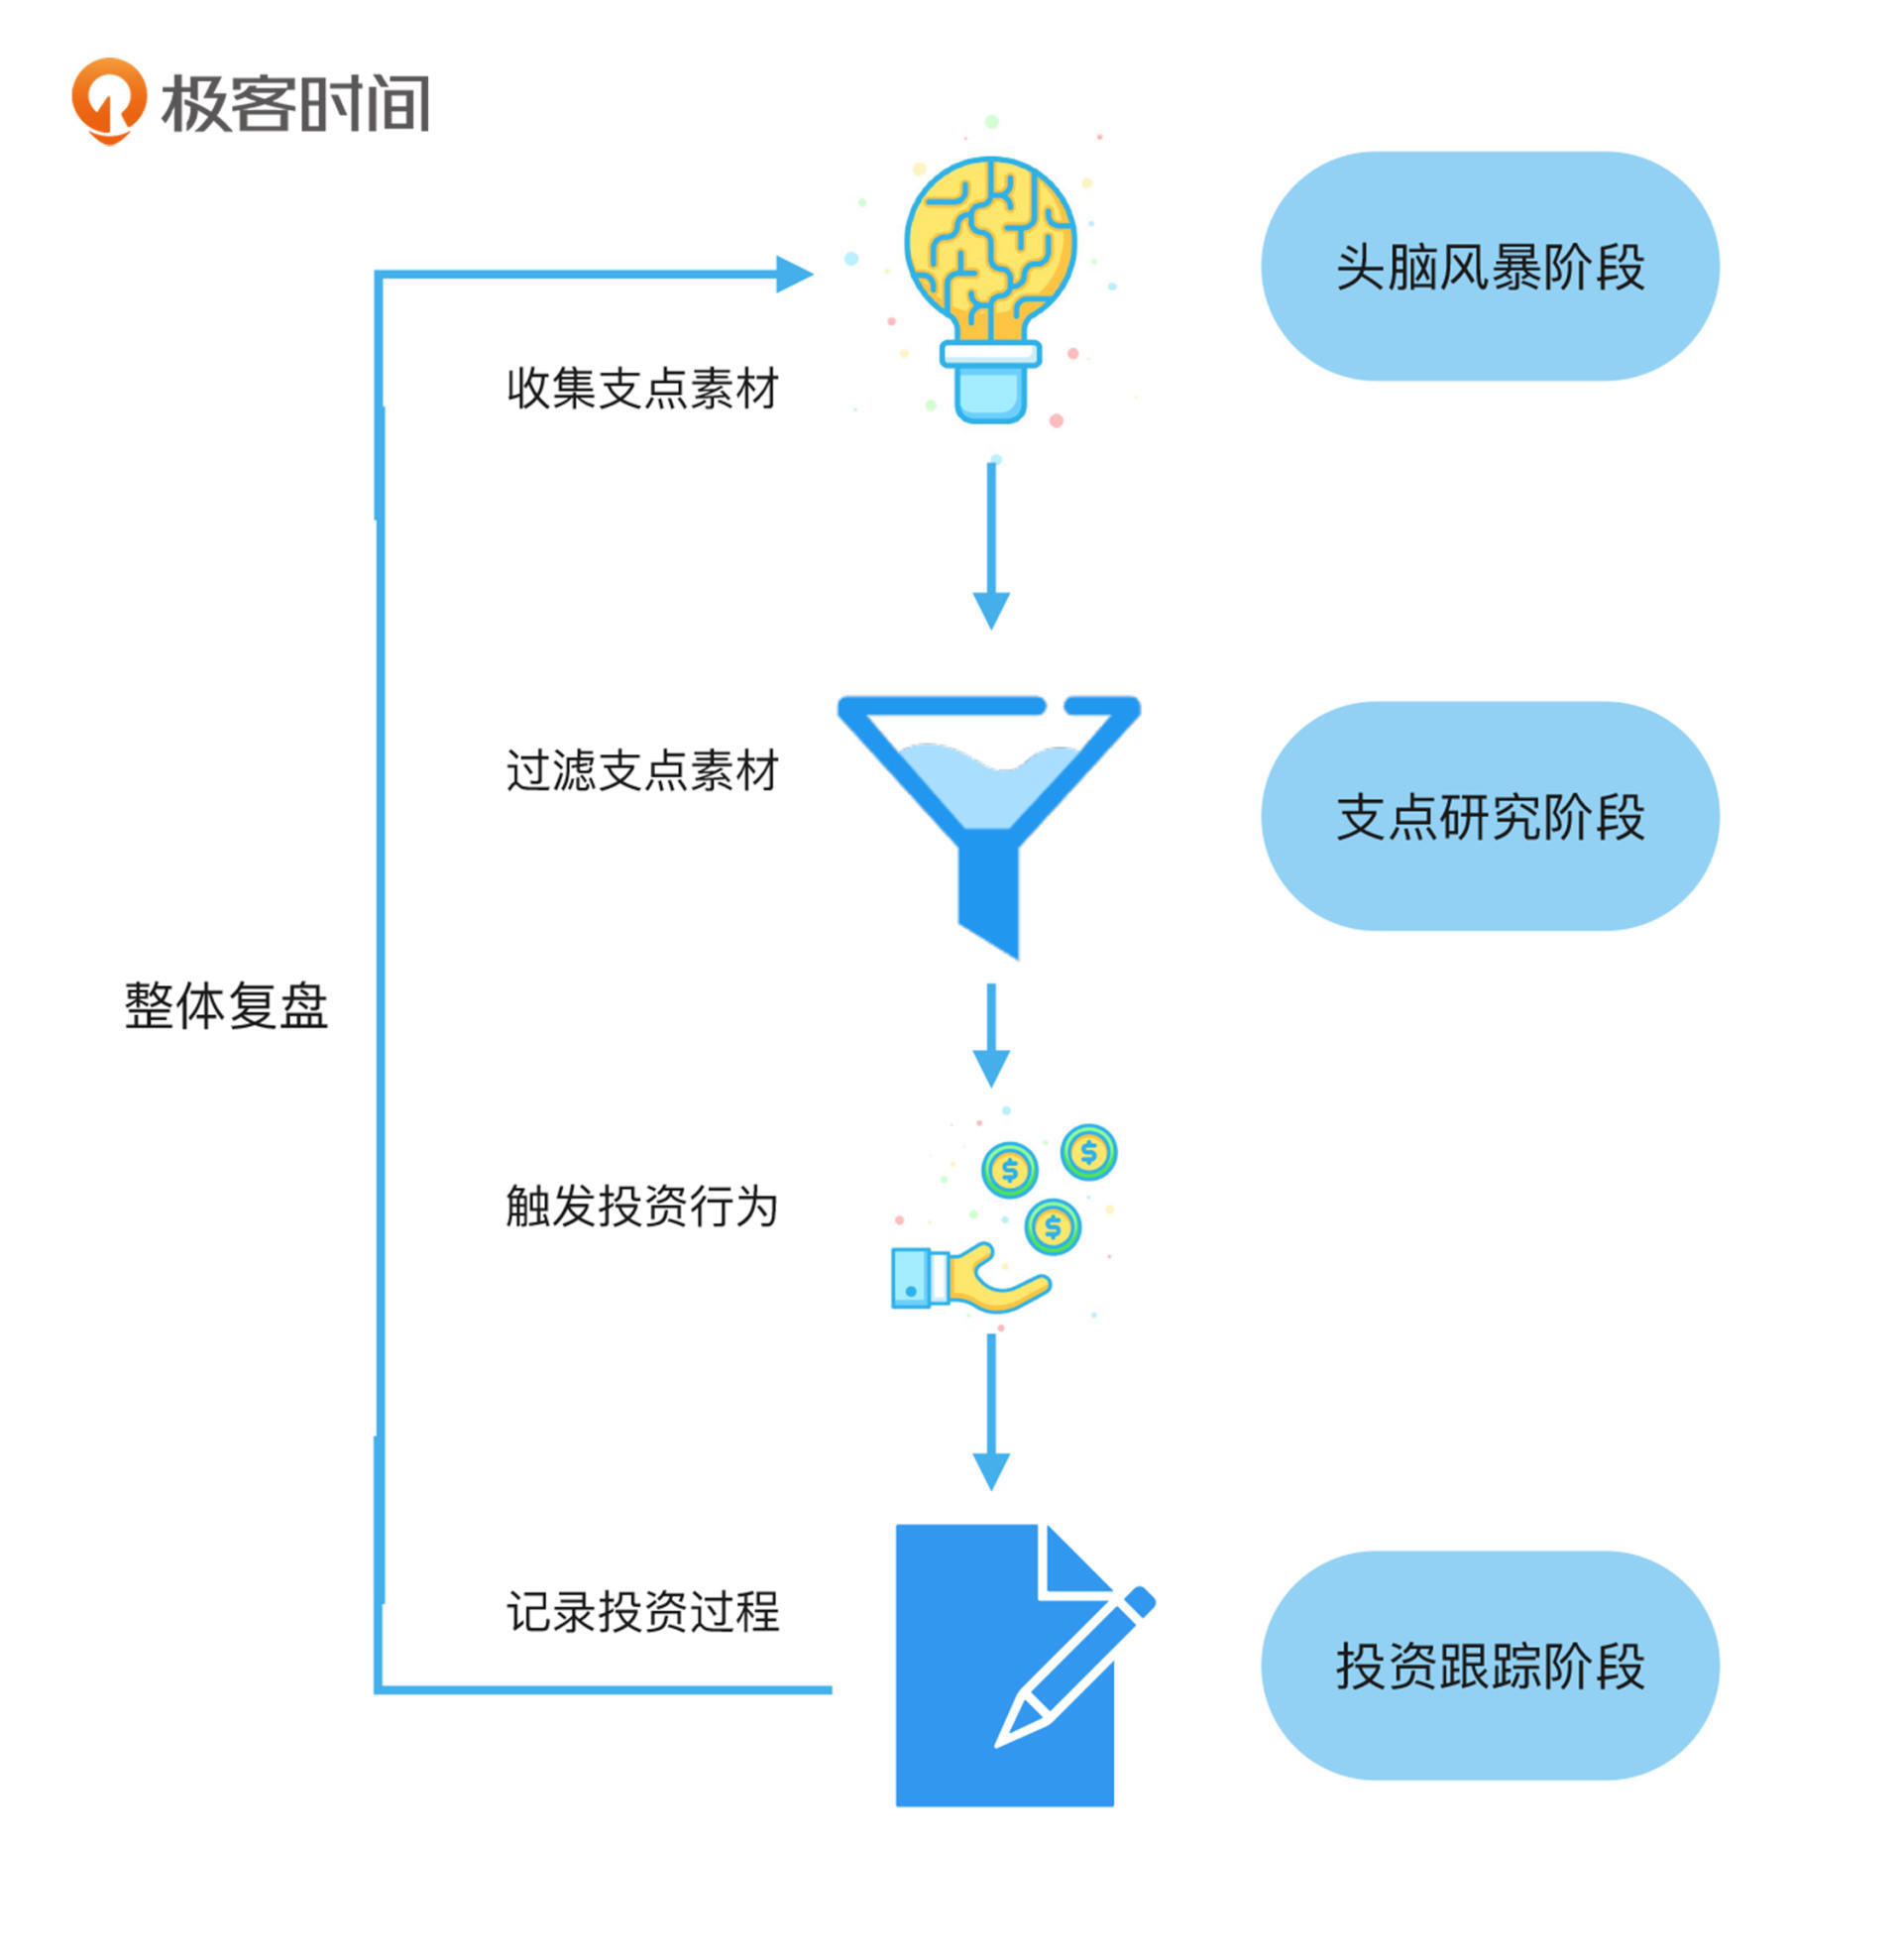 极客时间
头脑风暴阶段
收集支点素材
过滤支点素材
支点研究阶段
整体复盘
触发投资行为
记录投资过程
投资跟踪阶段